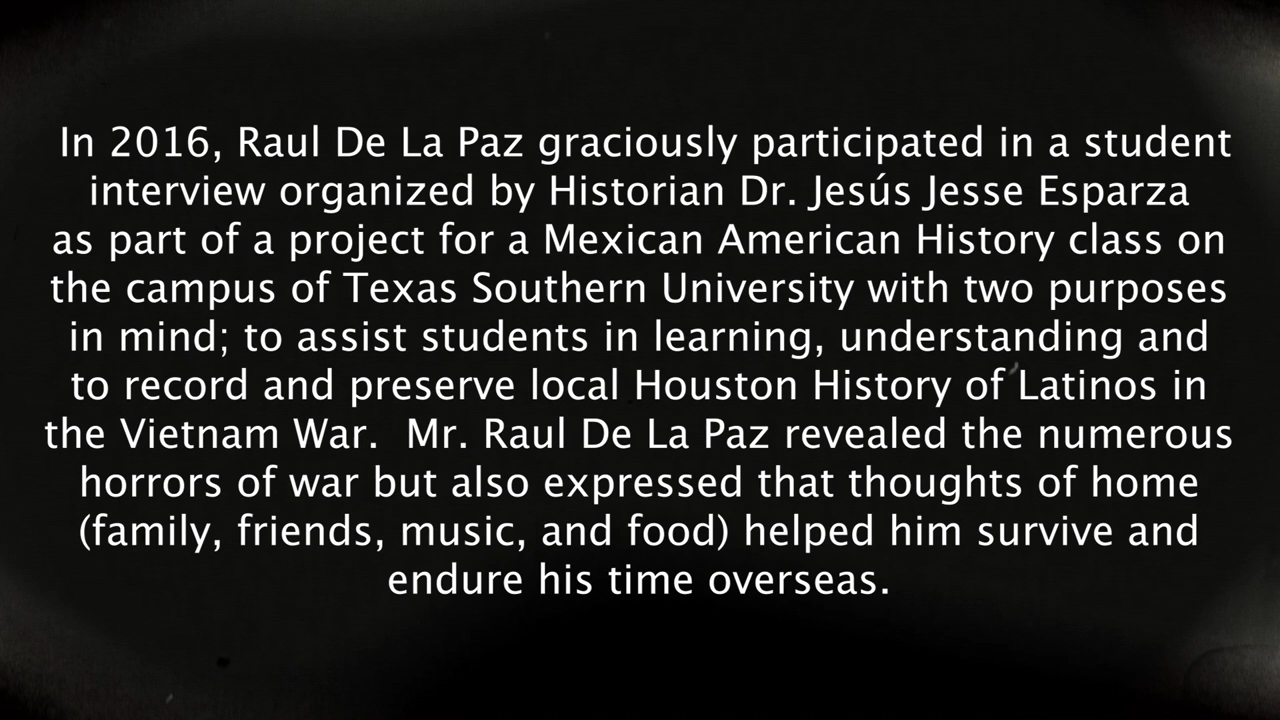 In 2016, Raul De La Paz graciously participated in a student
interview organized by Historian Dr. Jesús Jesse Esparza
as part of a project for a Mexican American History class on
the campus of Texas Southern University with two purposes
in mind; to assist students in learning, understanding and
to record and preserve local Houston History of Latinos in
the Vietnam War.  Mr. Raul De La Paz revealed the numerous
horrors of war but also expressed that thoughts of home
(family, friends, music, and food) helped him survive and
endure his time overseas.